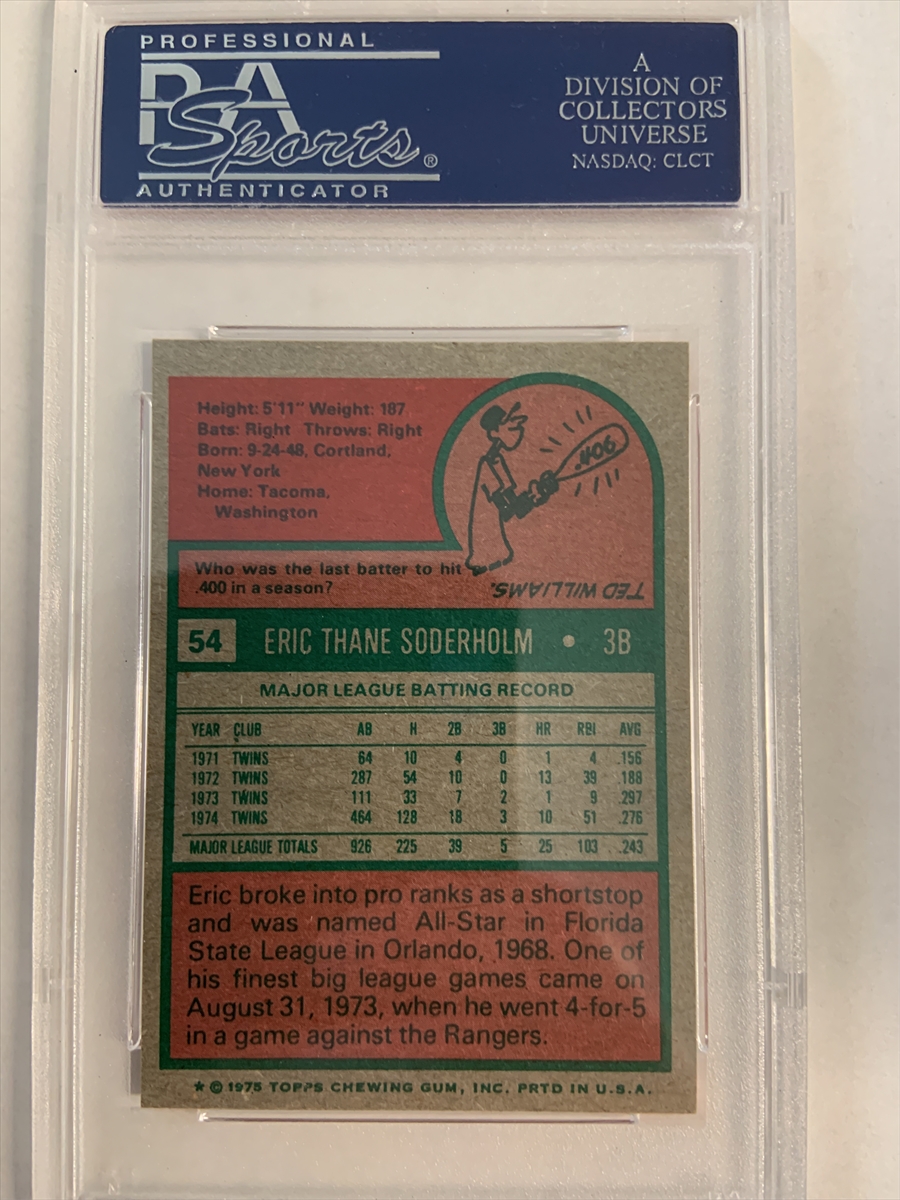 PROFESSIONAL
PSA
Sports®
AUTHENTICATOR
A
DIVISION OF
COLLECTORS
UNIVERSE
NASDAQ: CLCT
Height: 5'11" Weight: 187
Bats: Right Throws: Right
Born: 9-24-48, Cortland,
New York
Home: Tacoma,
Washington
.406
Who was the last batter to hit
.400 in a season?
TED WILLIAMS.
54 ERIC THANE SODERHOLM • 3B
MAJOR LEAGUE BATTING RECORD
YEAR CLUB AB H 2B 3B HR RBI AVG
1971 TWINS 64 10 4 0 1 4 .156
1972 TWINS 287 54 10 0 13 39 .188
1973 TWINS 111 33 7 2 1 9 .297
1974 TWINS 464 128 18 3 10 51 .276
MAJOR LEAGUE TOTALS 926 225 39 5 25 103 .243
Eric broke into pro ranks as a shortstop
and was named All-Star in Florida
State League in Orlando, 1968. One of
his finest big league games came on
August 31, 1973, when he went 4-for-5
in a game against the Rangers.
★ © 1975 TOPPS CHEWING GUM, INC. PRTD IN U.S.A.